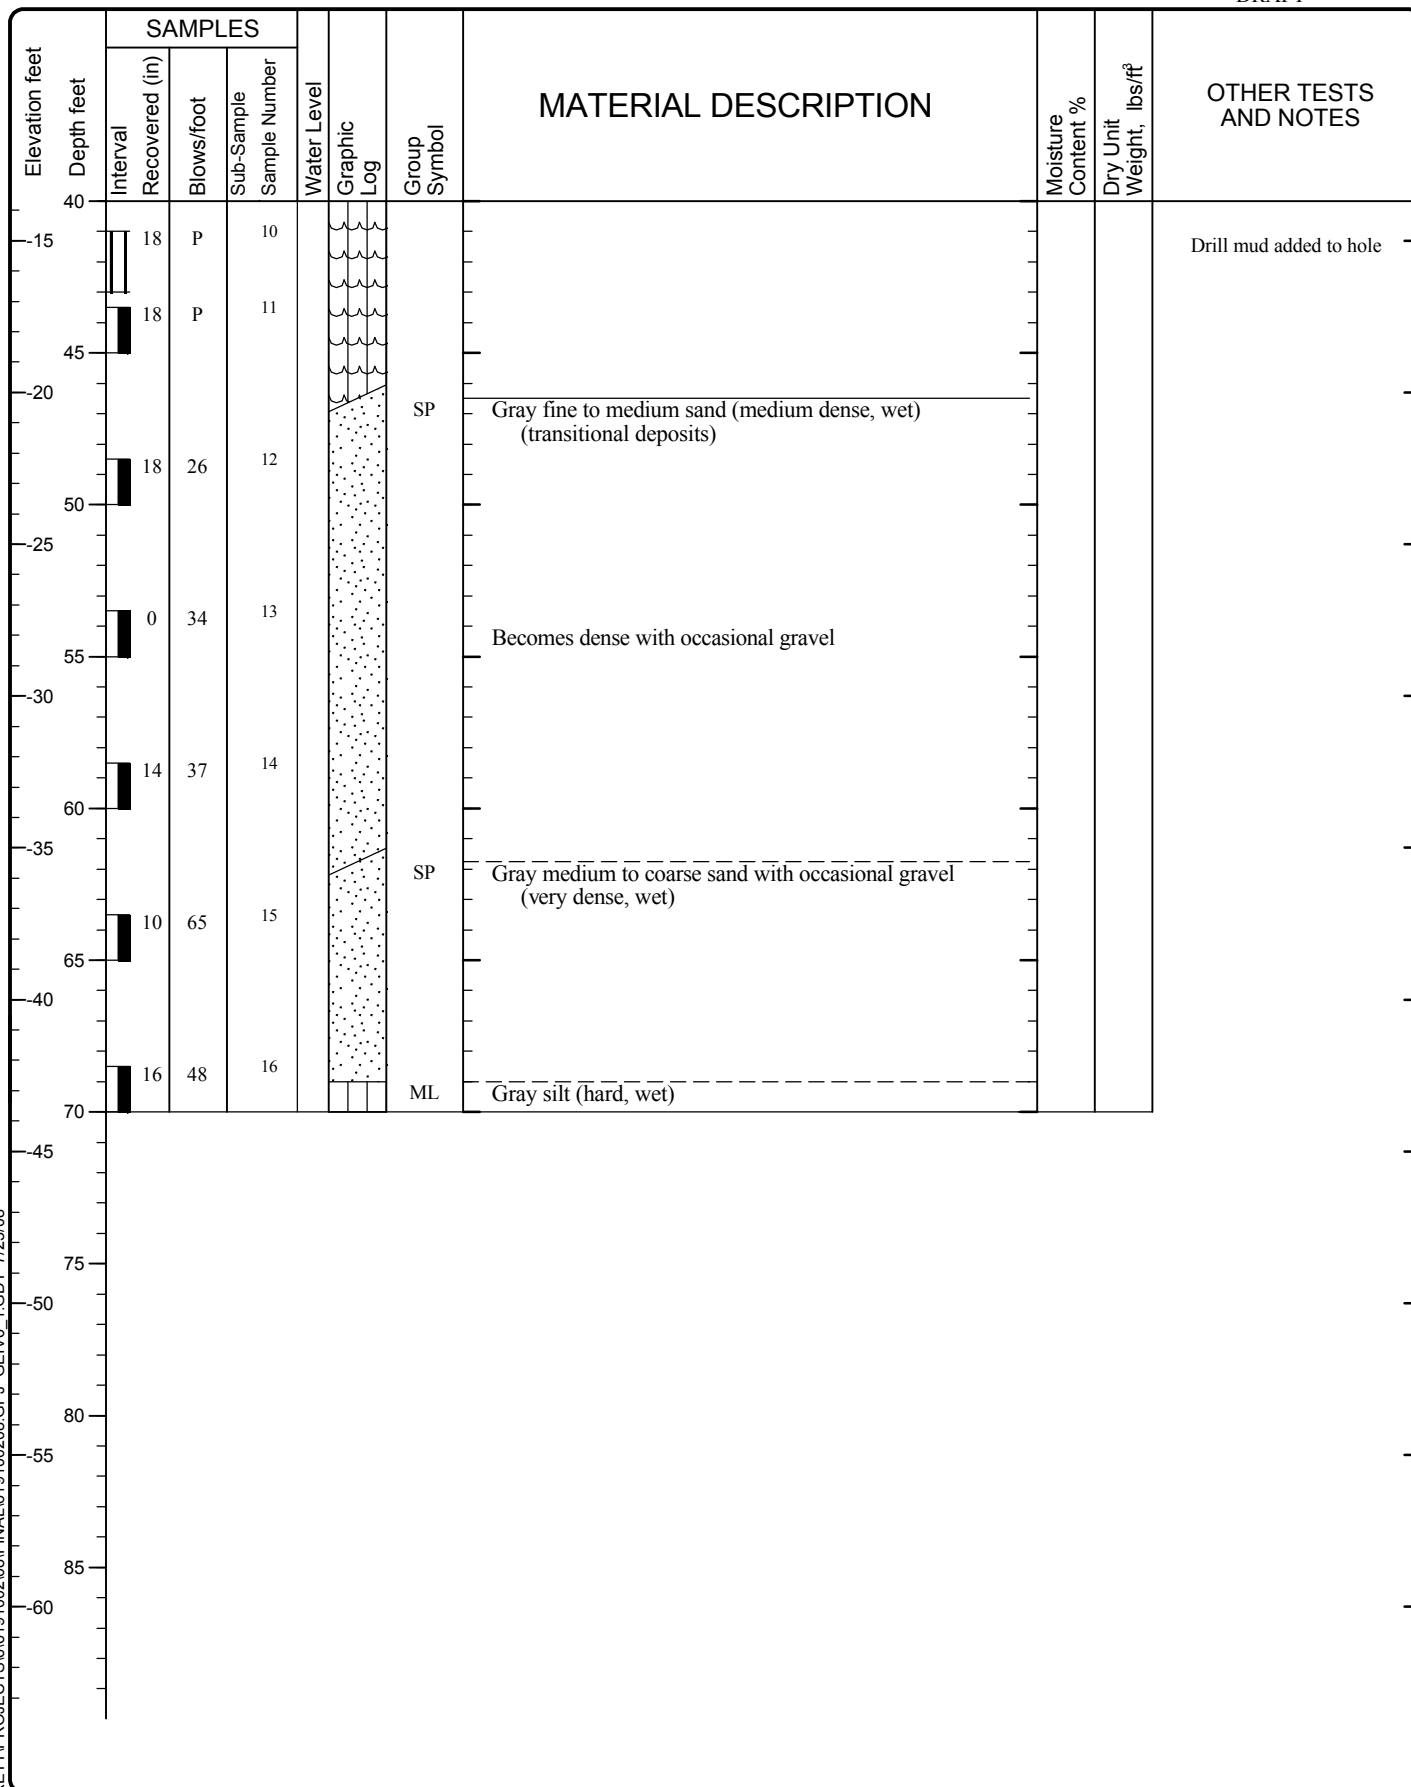 SAMPLES
Elevation feet
Depth feet
Interval
Recovered (in)
Blows/foot
Sub-Sample
Sample Number
Water Level
Graphic
Log
Group
Symbol
MATERIAL DESCRIPTION
Moisture
Content %
Dry Unit
Weight, lbs/ft³
OTHER TESTS
AND NOTES
40
-15 18 P 10 Drill mud added to hole
18 P 11
45
-20
SP Gray fine to medium sand (medium dense, wet)
(transitional deposits)
18 26 12
50
-25
0 34 13
Becomes dense with occasional gravel
55
-30
14 37 14
60
-35
SP Gray medium to coarse sand with occasional gravel
(very dense, wet)
10 65 15
65
-40
16 48 16
ML Gray silt (hard, wet)
70
-45
75
-50
80
-55
85
-60